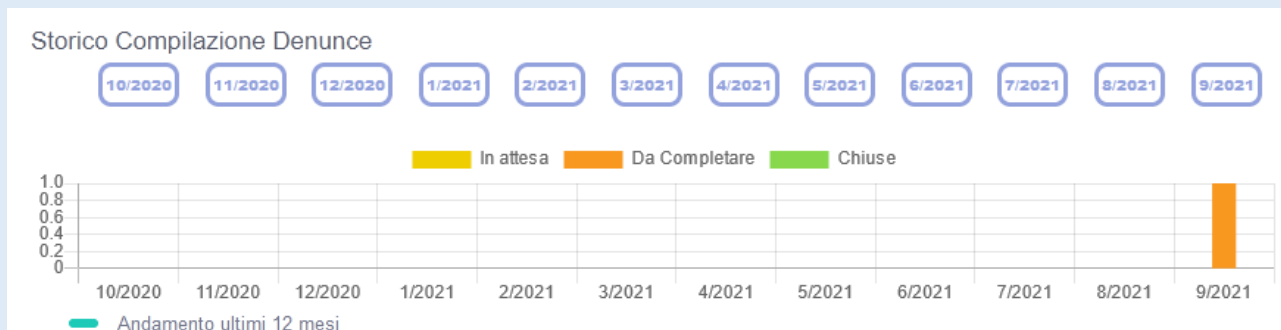 Storico Compilazione Denunce
10/2020 11/2020 12/2020 1/2021 2/2021 3/2021 4/2021 5/2021 6/2021 7/2021 8/2021 9/2021
In attesa Da Completare Chiuse
1.0
0.8
0.6
0.4
0.2
0
10/2020 11/2020 12/2020 1/2021 2/2021 3/2021 4/2021 5/2021 6/2021 7/2021 8/2021 9/2021
Andamento ultimi 12 mesi